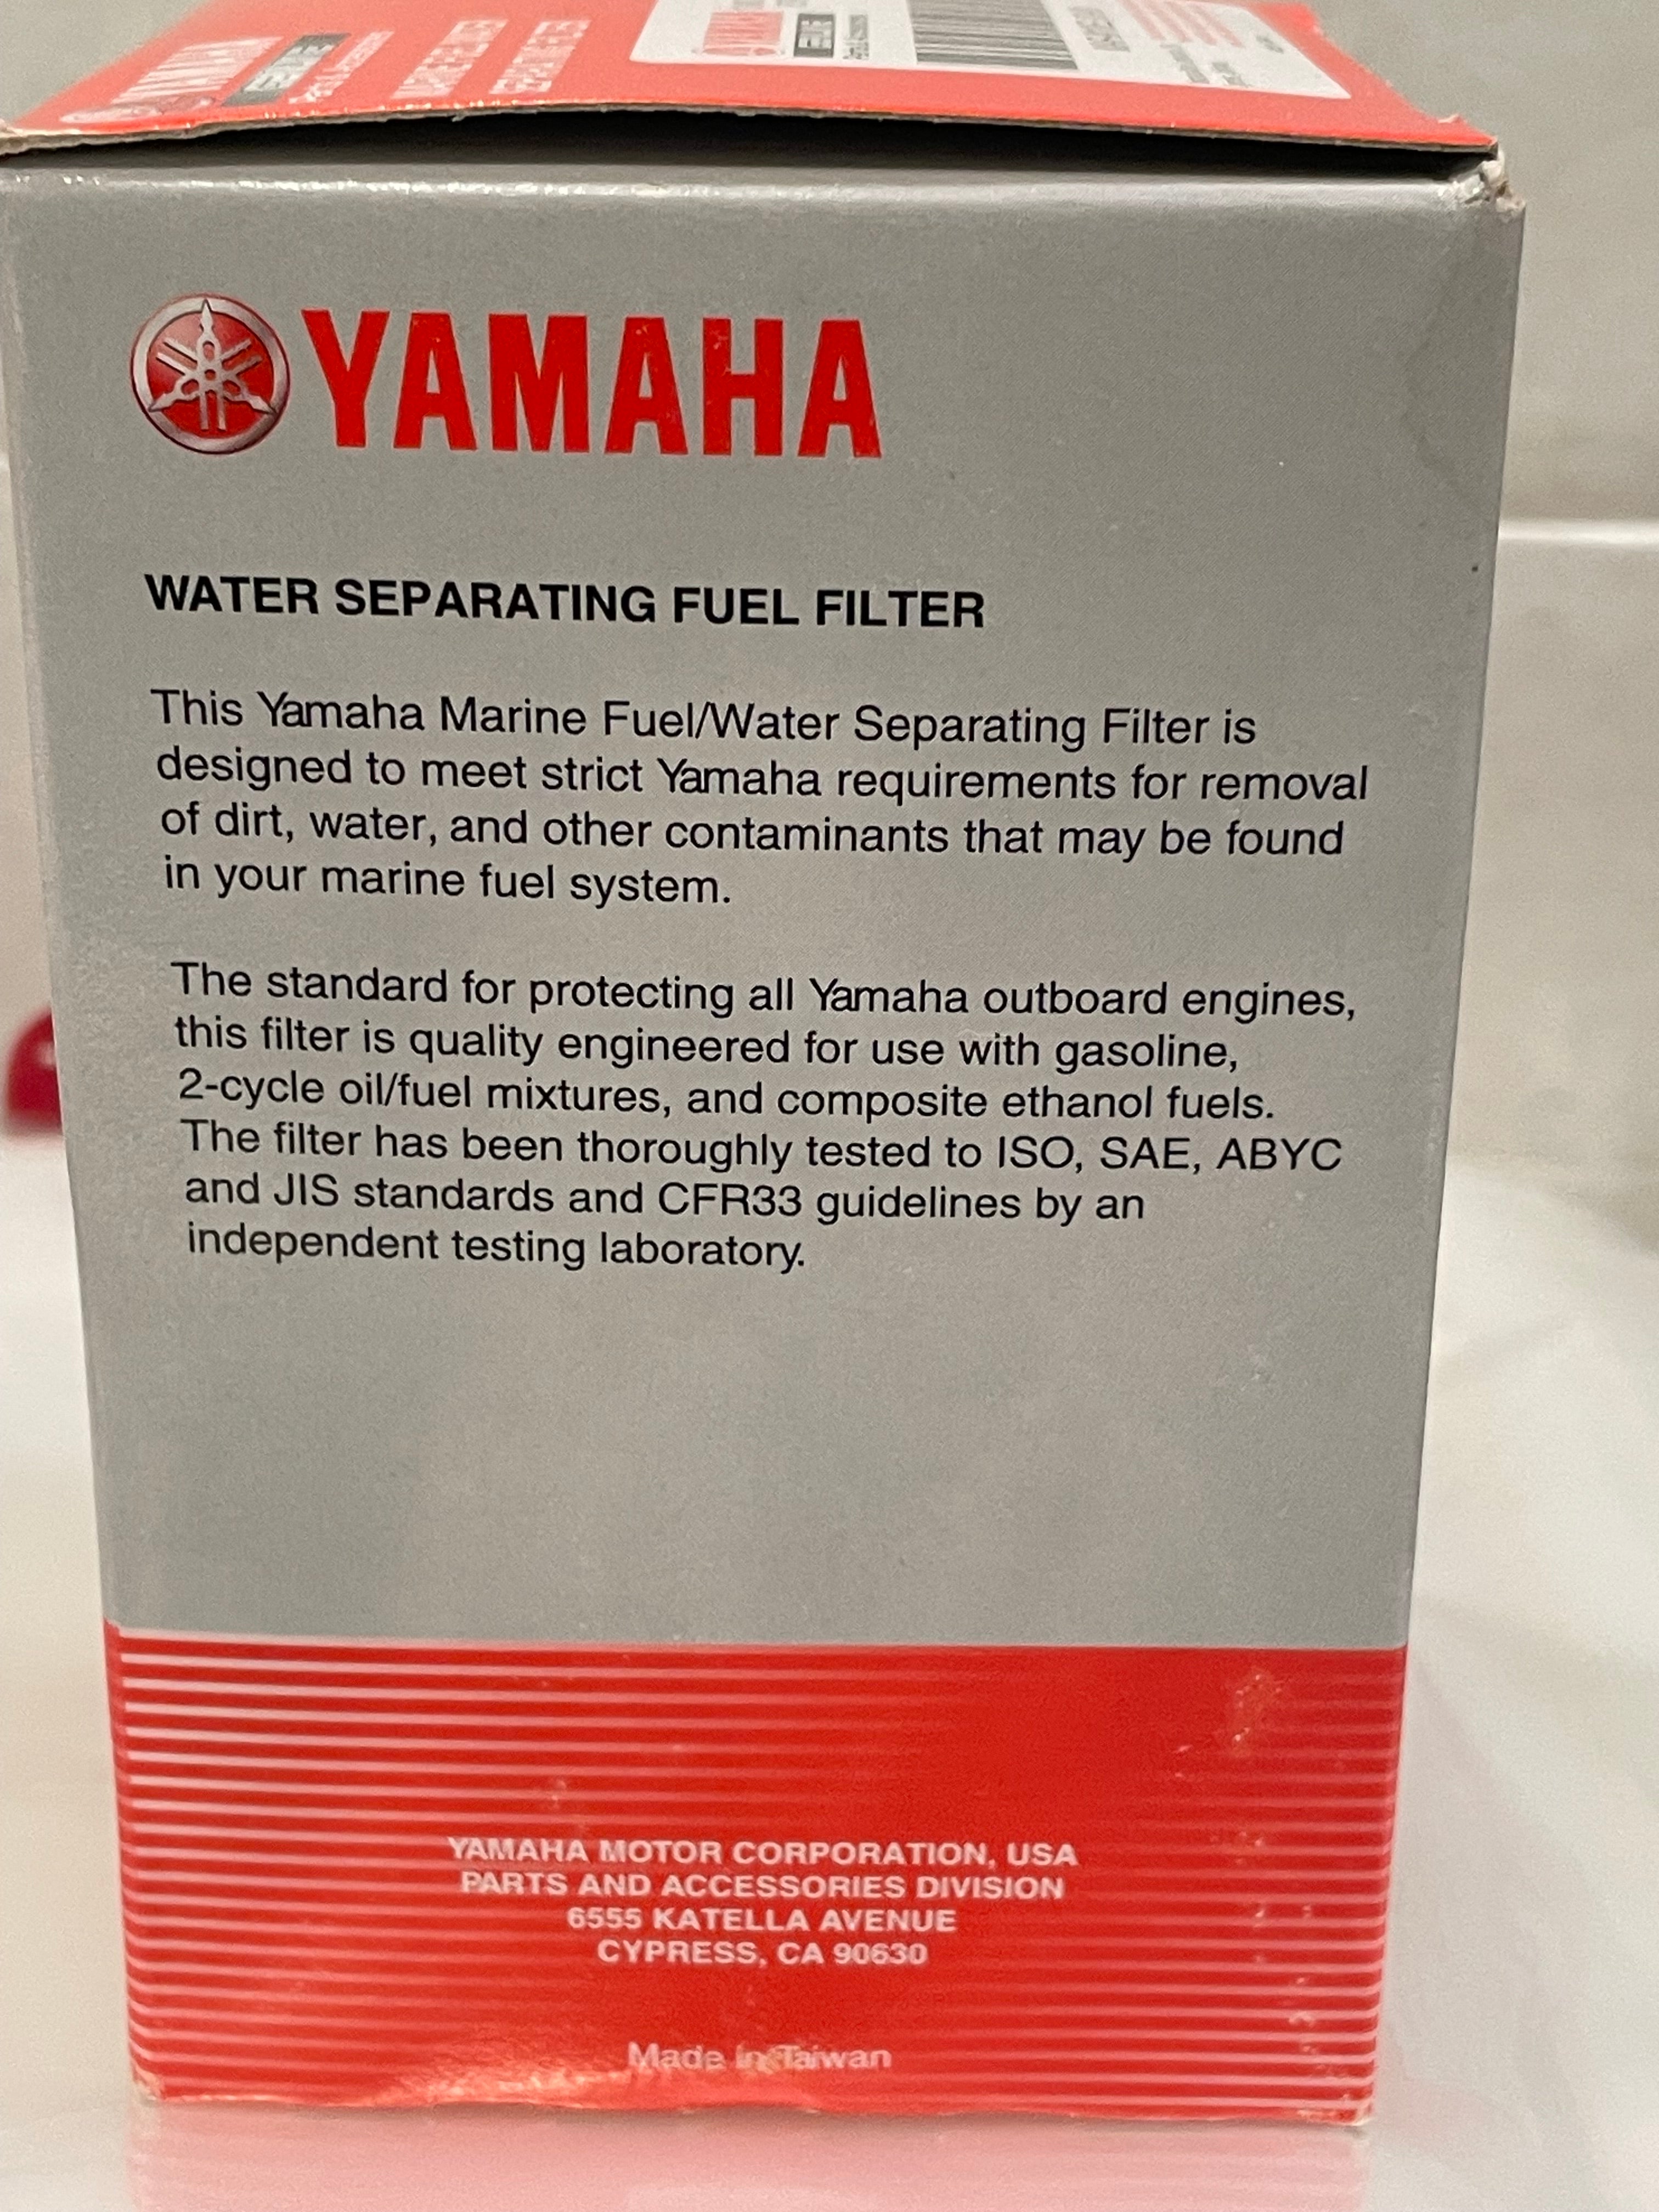 YAMAHA
YAMAHA
WATER SEPARATING FUEL FILTER
This Yamaha Marine Fuel/Water Separating Filter is
designed to meet strict Yamaha requirements for removal
of dirt, water, and other contaminants that may be found
in your marine fuel system.
The standard for protecting all Yamaha outboard engines,
this filter is quality engineered for use with gasoline,
2-cycle oil/fuel mixtures, and composite ethanol fuels.
The filter has been thoroughly tested to ISO, SAE, ABYC
and JIS standards and CFR33 guidelines by an
independent testing laboratory.
YAMAHA MOTOR CORPORATION, USA
PARTS AND ACCESSORIES DIVISION
6555 KATELLA AVENUE
CYPRESS, CA 90630
Made in Taiwan